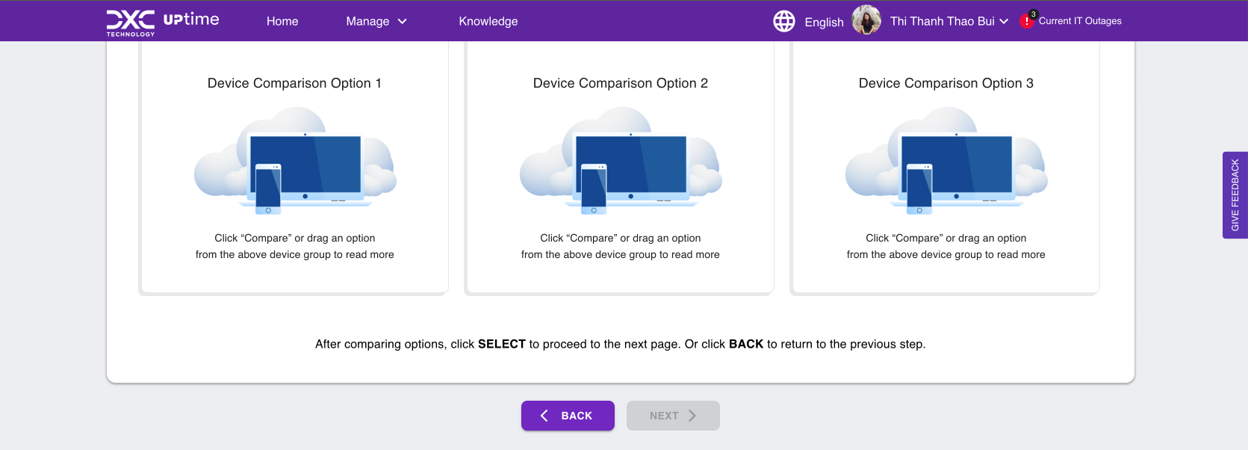 DXC TECHNOLOGY UPtime Home Manage Knowledge English Thi Thanh Thao Bui 3 Current IT Outages
Device Comparison Option 1
Click “Compare” or drag an option
from the above device group to read more
Device Comparison Option 2
Click “Compare” or drag an option
from the above device group to read more
Device Comparison Option 3
Click “Compare” or drag an option
from the above device group to read more
GIVE FEEDBACK
After comparing options, click SELECT to proceed to the next page. Or click BACK to return to the previous step.
BACK NEXT